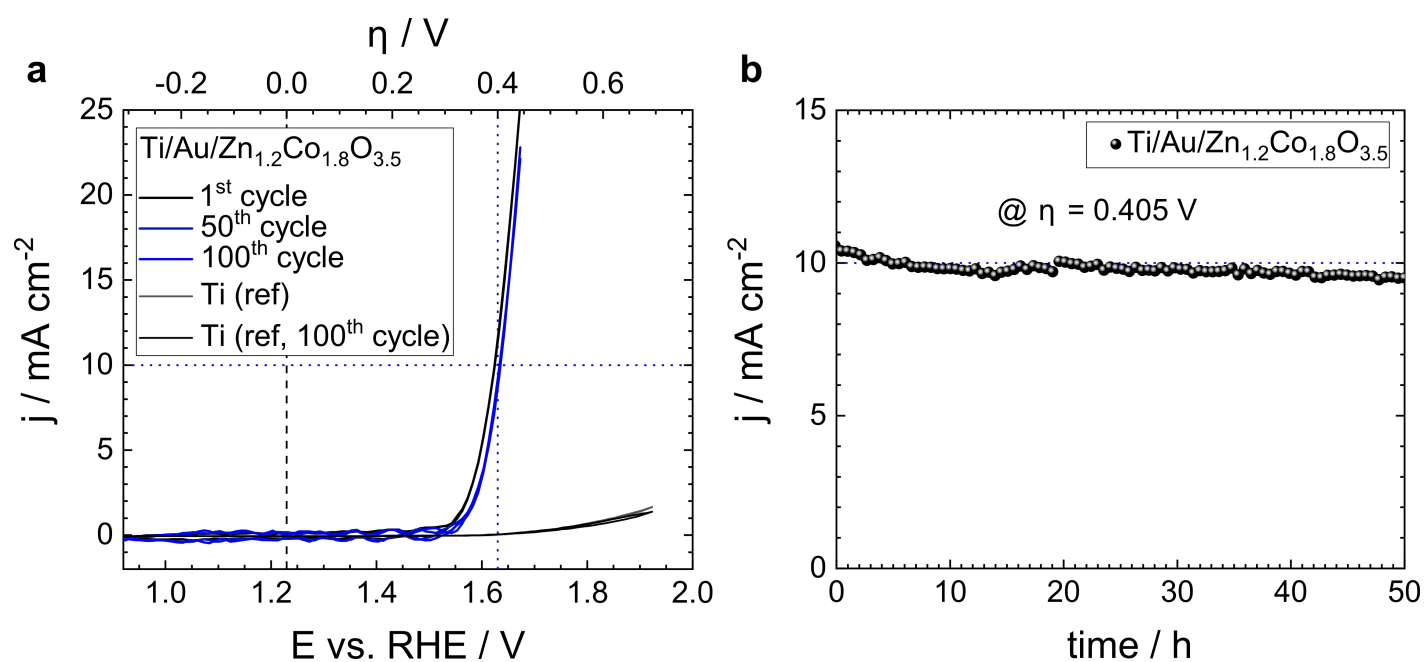 a
η / V
-0.2 0.0 0.2 0.4 0.6
25
20
15
10
5
0
j / mA cm⁻²
Ti/Au/Zn₁.₂Co₁.₈O₃.₅
1ˢᵗ cycle
50ᵗʰ cycle
100ᵗʰ cycle
Ti (ref)
Ti (ref, 100ᵗʰ cycle)
1.0 1.2 1.4 1.6 1.8 2.0
E vs. RHE / V
b
15
10
5
0
j / mA cm⁻²
Ti/Au/Zn₁.₂Co₁.₈O₃.₅
@ η = 0.405 V
0 10 20 30 40 50
time / h